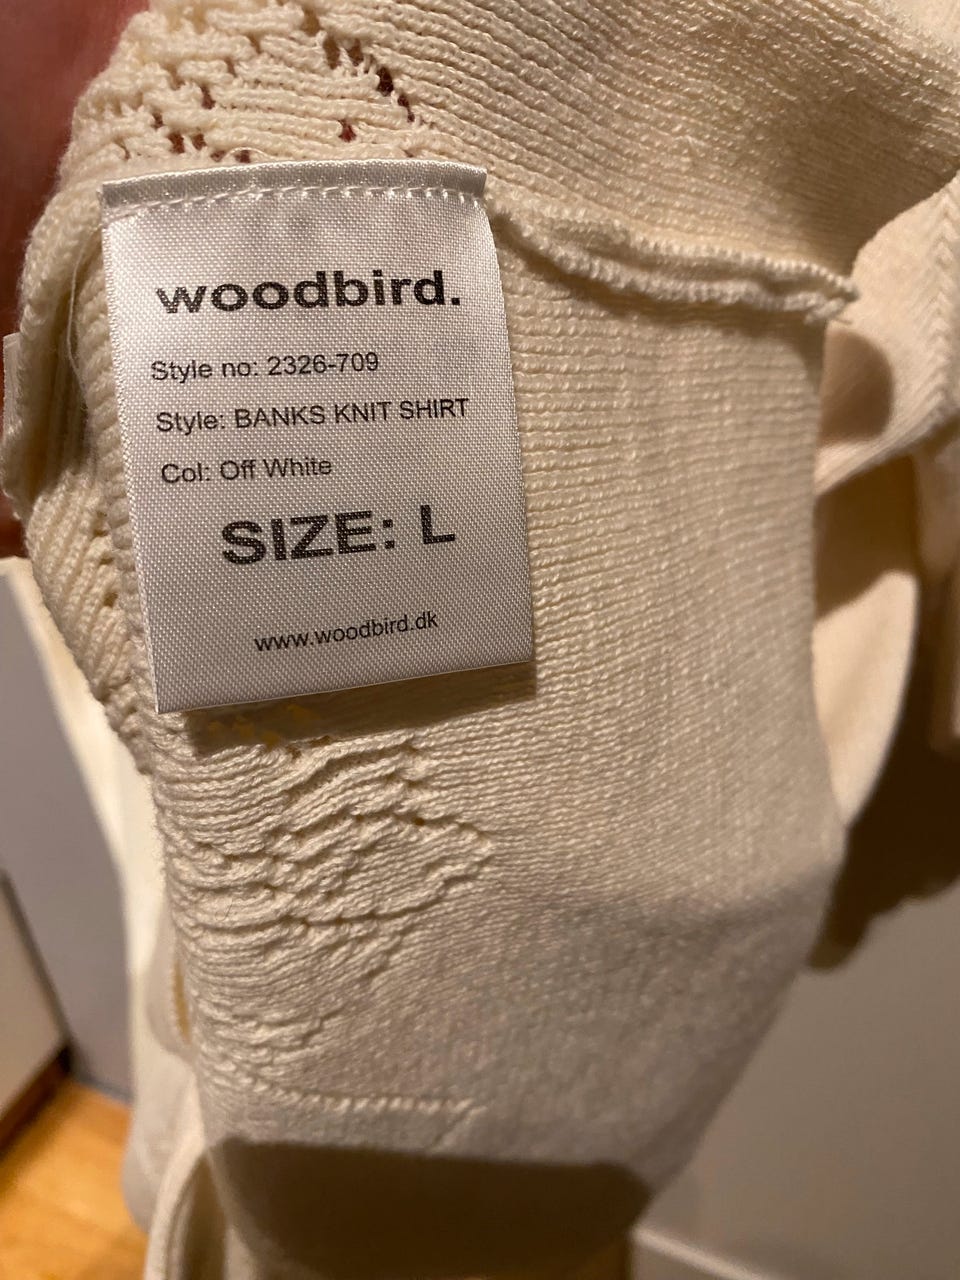 woodbird.
Style no: 2326-709
Style: BANKS KNIT SHIRT
Col: Off White
SIZE: L
www.woodbird.dk